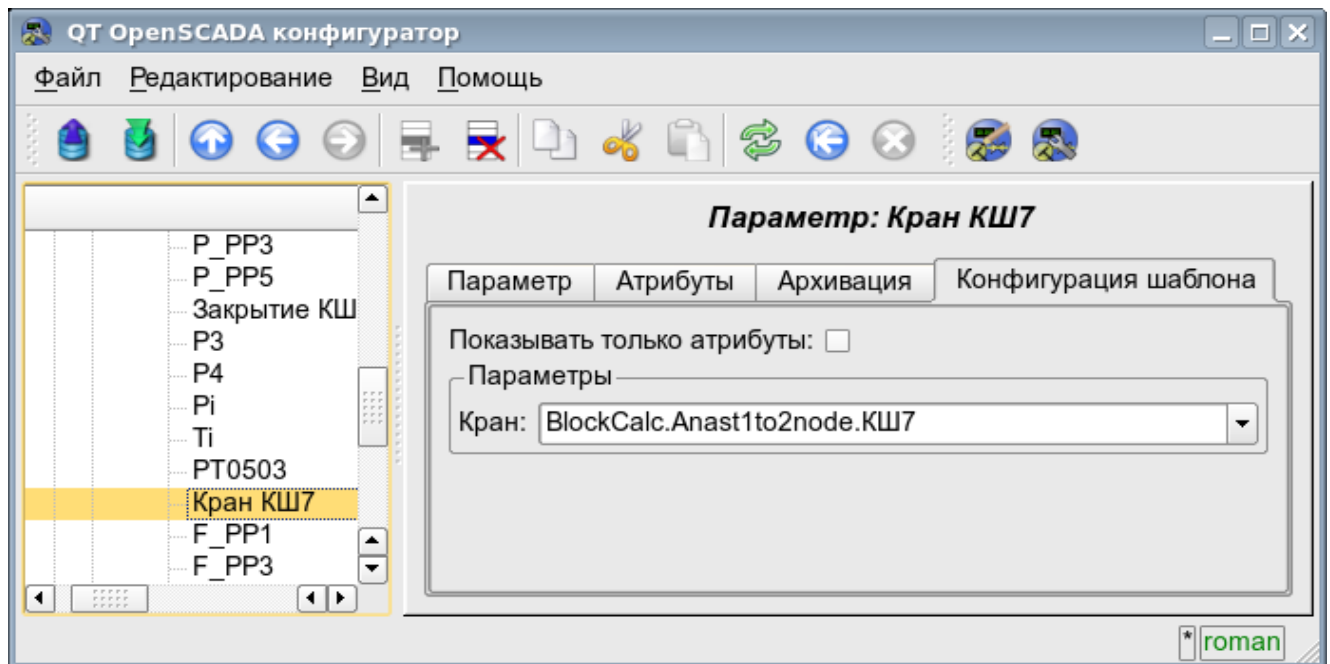 QT OpenSCADA конфигуратор
Файл Редактирование Вид Помощь
P_PP3
P_PP5
Закрытие КШ
P3
P4
Pi
Ti
PT0503
Кран КШ7
F_PP1
F_PP3
Параметр: Кран КШ7
Параметр Атрибуты Архивация Конфигурация шаблона
Показывать только атрибуты:
Параметры
Кран: BlockCalc.Anast1to2node.КШ7
* roman